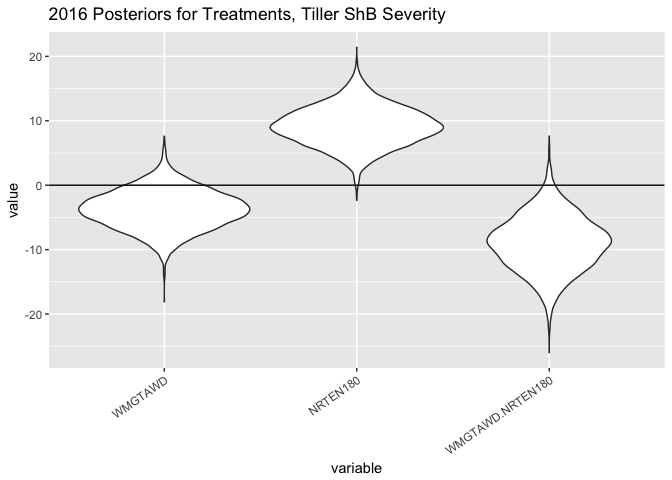 2016 Posteriors for Treatments, Tiller ShB Severity
20
10
0
-10
-20
value
WMGTAWD
NRTEN180
WMGTAWD.NRTEN180
variable